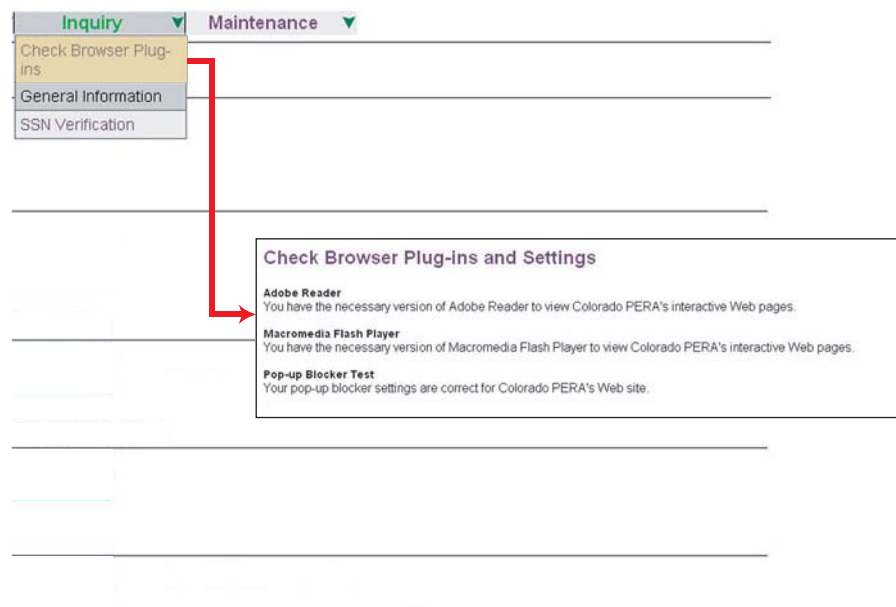 Inquiry Maintenance
Check Browser Plug-
ins
General Information
SSN Verification
Check Browser Plug-ins and Settings
Adobe Reader
You have the necessary version of Adobe Reader to view Colorado PERA's interactive Web pages.
Macromedia Flash Player
You have the necessary version of Macromedia Flash Player to view Colorado PERA's interactive Web pages.
Pop-up Blocker Test
Your pop-up blocker settings are correct for Colorado PERA's Web site.